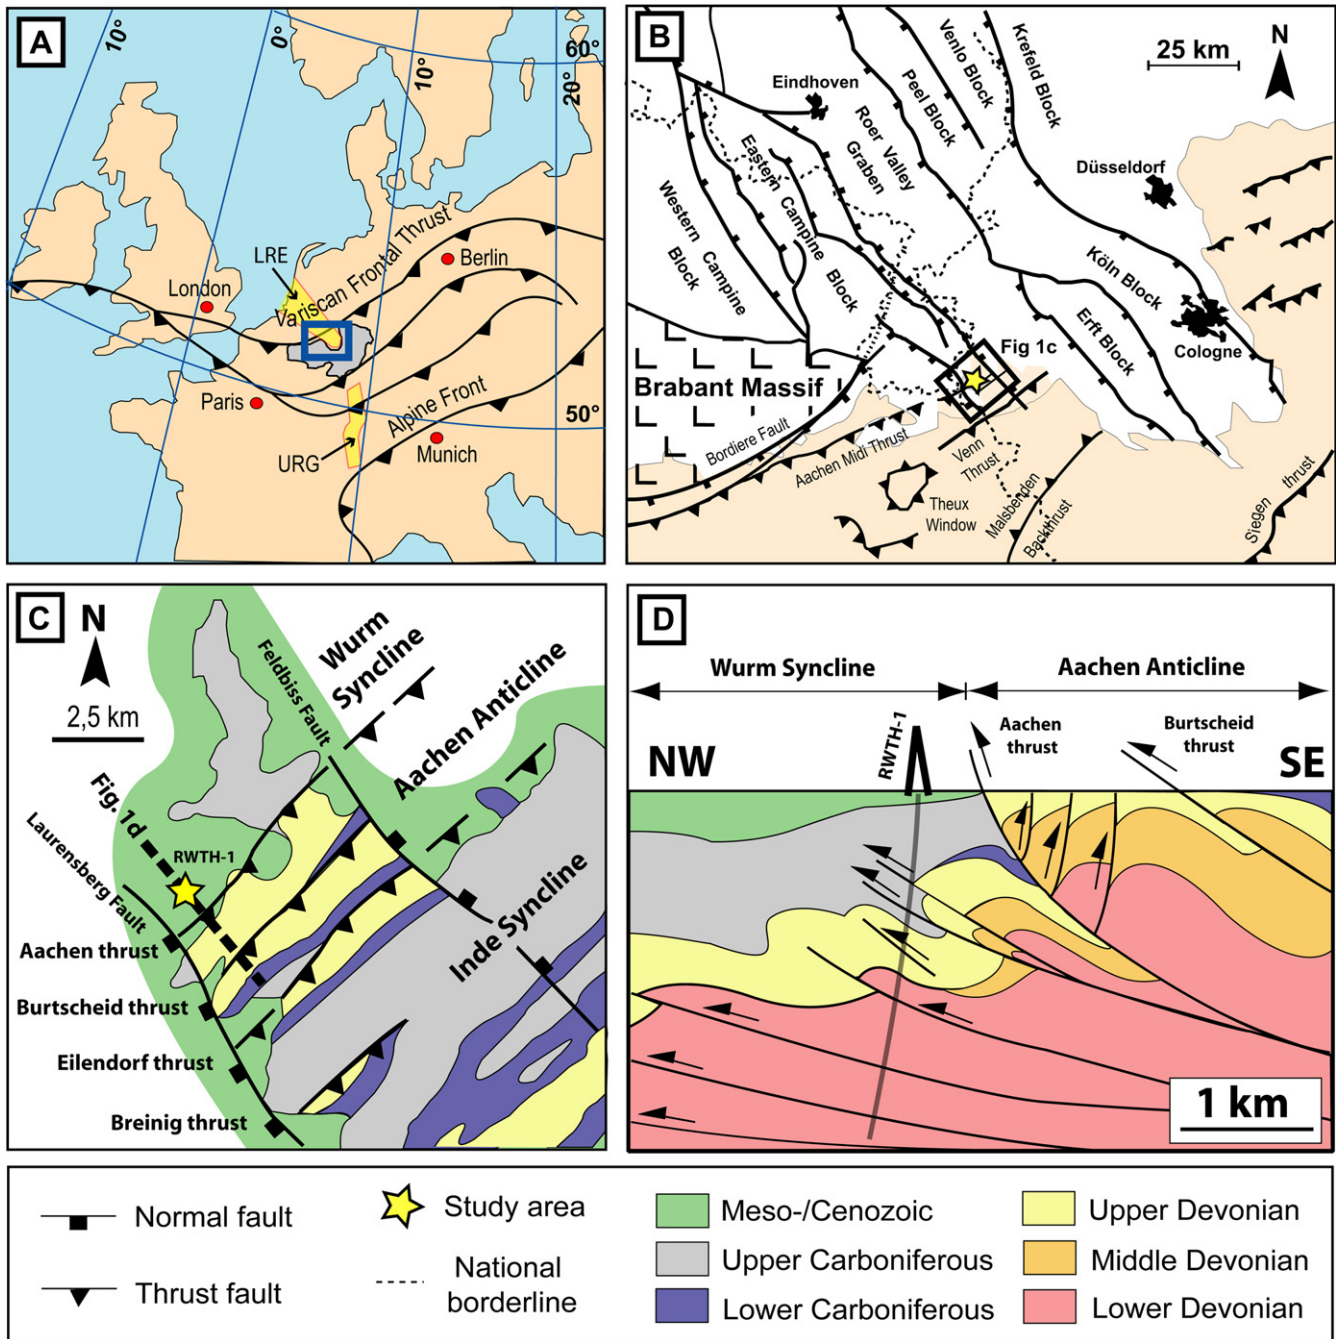 A
10°
0°
10°
60°
20°
LRE
Viariscan Frontal Thrust
Berlin
London
Paris
Alpine Front
50°
URG
Munich
B
25 km
N
Eindhoven
Venlo Block
Krefeld Block
Peel Block
Roer Valley
Graben
Düsseldorf
Eastern Campine Block
Western Campine
Block
Köln Block
Erft Block
Cologne
Fig 1c
Brabant Massif
Bordiere Fault
Aachen Midi Thrust
Venn
Thrust
Theux
Window
Malsbenden
Backthrust
Siegen thrust
C
N
2,5 km
Feldbiss Fault
Wurm
Syncline
Aachen Anticline
Fig. 1d
RWTH-1
Laurensberg Fault
Inde Syncline
Aachen thrust
Burtscheid thrust
Eilendorf thrust
Breinig thrust
D
Wurm Syncline
Aachen Anticline
RWTH-1
Aachen
thrust
Burtscheid
thrust
NW
SE
1 km
Normal fault
Thrust fault
Study area
National
borderline
Meso-/Cenozoic
Upper Carboniferous
Lower Carboniferous
Upper Devonian
Middle Devonian
Lower Devonian